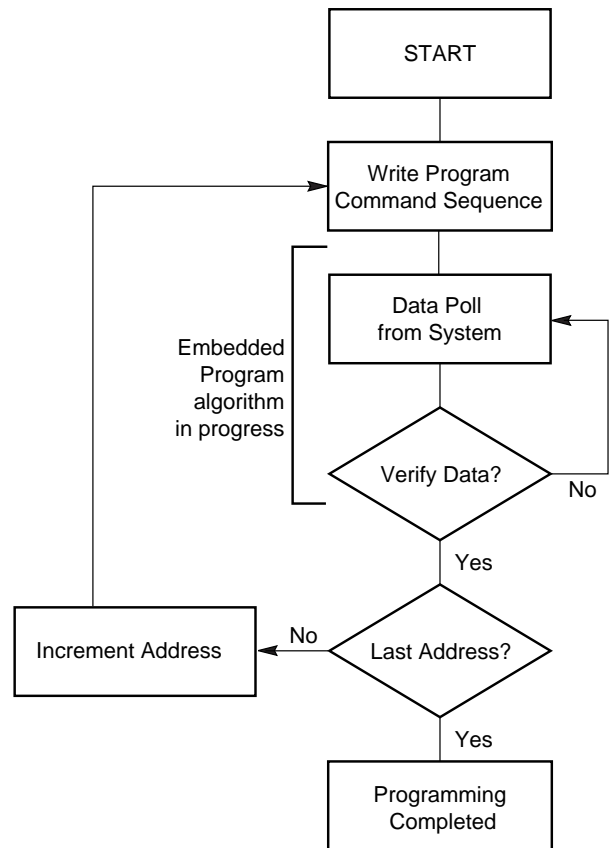 START
Write Program
Command Sequence
Data Poll
from System
Embedded
Program
algorithm
in progress
Verify Data?
No
Yes
Increment Address
No
Last Address?
Yes
Programming
Completed